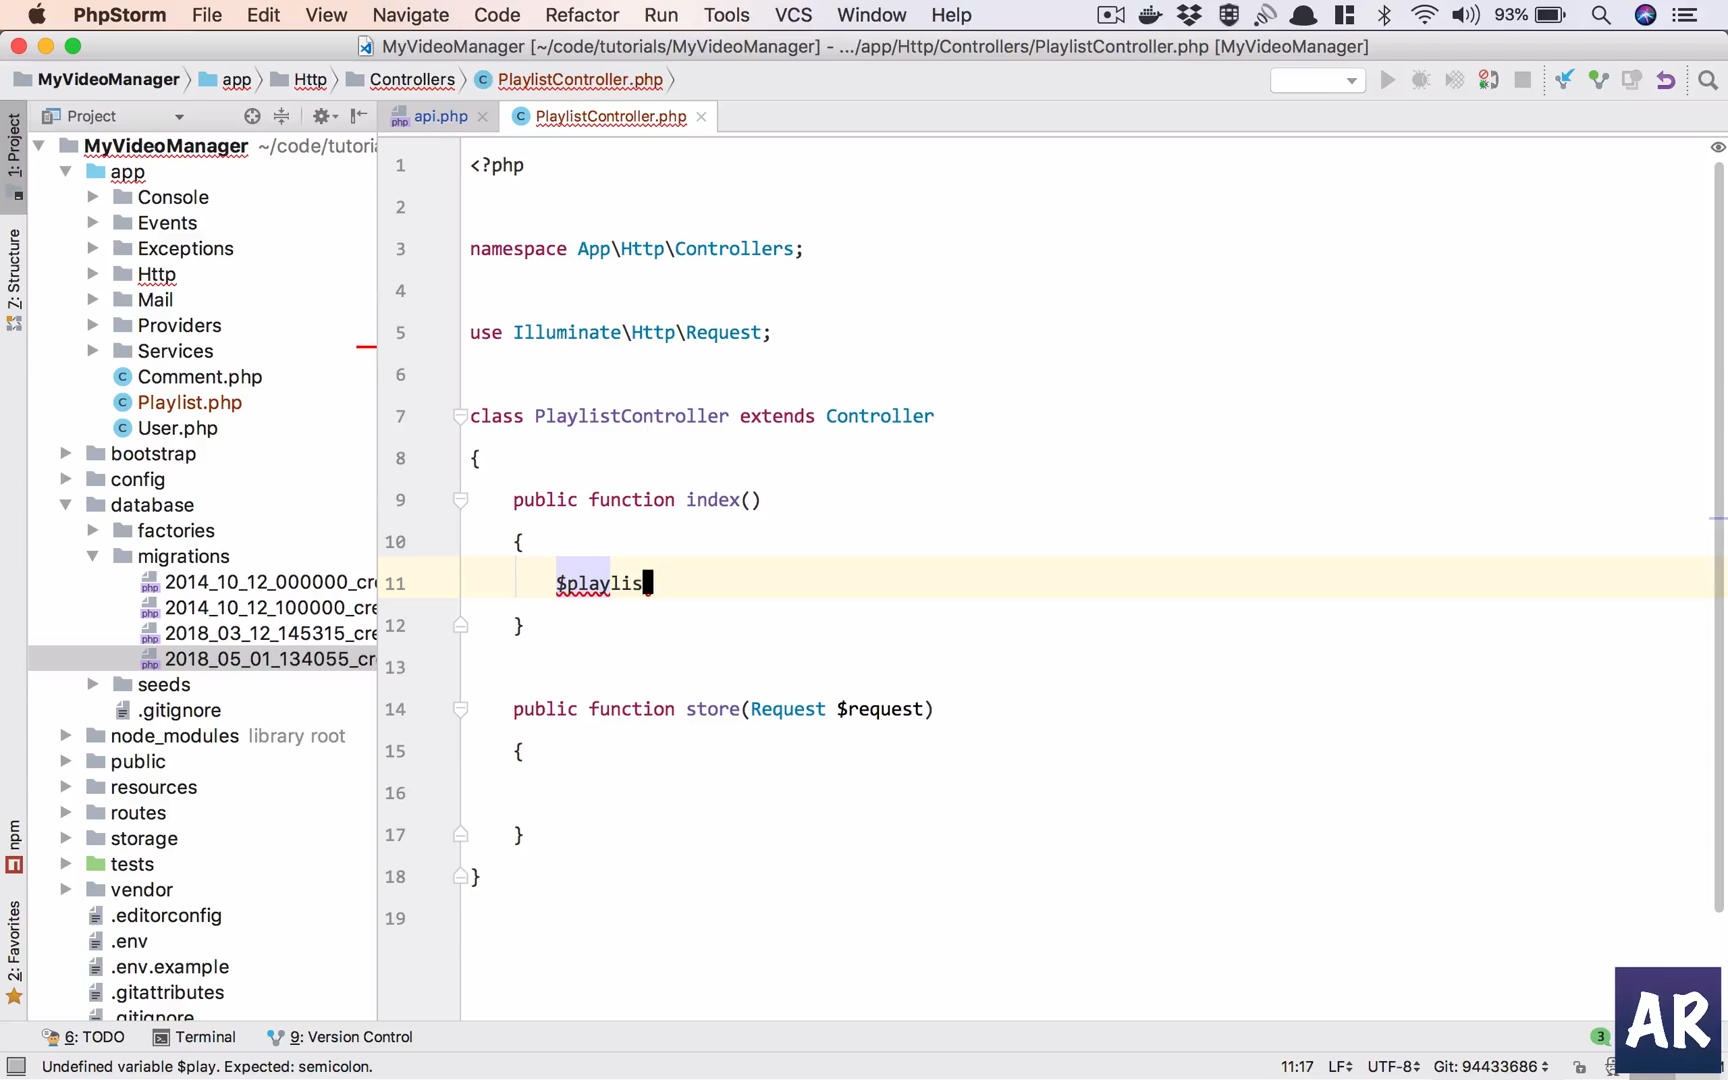 PhpStorm File Edit View Navigate Code Refactor Run Tools VCS Window Help 93%
MyVideoManager [~/code/tutorials/MyVideoManager] - .../app/Http/Controllers/PlaylistController.php [MyVideoManager]
MyVideoManager app Http Controllers PlaylistController.php
Project api.php PlaylistController.php
1: Project
7: Structure
npm
2: Favorites
MyVideoManager ~/code/tutori
app
Console
Events
Exceptions
Http
Mail
Providers
Services
Comment.php
Playlist.php
User.php
bootstrap
config
database
factories
migrations
2014_10_12_000000_cr
2014_10_12_100000_cre
2018_03_12_145315_cre
2018_05_01_134055_cr
seeds
.gitignore
node_modules library root
public
resources
routes
storage
tests
vendor
.editorconfig
.env
.env.example
.gitattributes
.gitignore
1 <?php
2
3 namespace App\Http\Controllers;
4
5 use Illuminate\Http\Request;
6
7 class PlaylistController extends Controller
8 {
9 public function index()
10 {
11 $playlis
12 }
13
14 public function store(Request $request)
15 {
16
17 }
18 }
19
AR
6: TODO Terminal 9: Version Control 3
Undefined variable $play. Expected: semicolon. 11:17 LF UTF-8 Git: 94433686